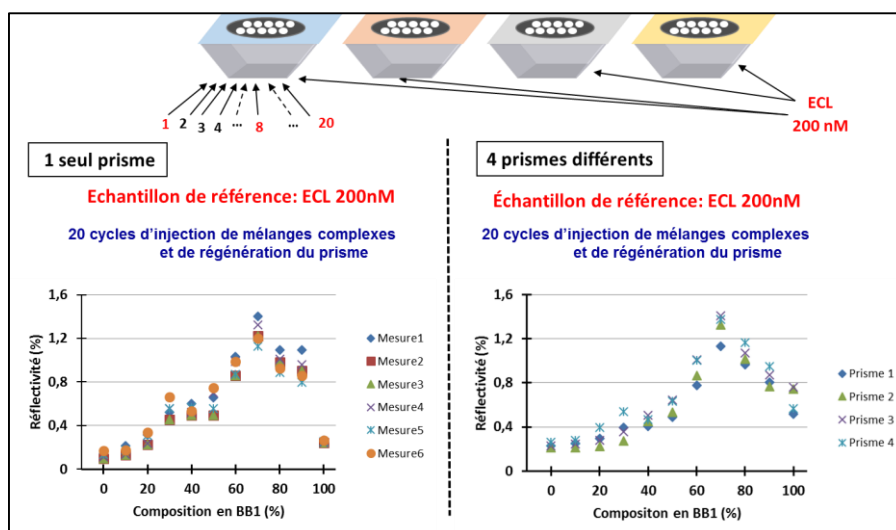 ECL
200 nM
1
2
3
4
...
8
...
20
1 seul prisme
Echantillon de référence: ECL 200nM
20 cycles d’injection de mélanges complexes
et de régénération du prisme
Réflectivité (%)
1,6
1,2
0,8
0,4
0
0 20 40 60 80 100
Composition en BB1 (%)
Mesure1
Mesure2
Mesure3
Mesure4
Mesure5
Mesure6
4 prismes différents
Échantillon de référence: ECL 200nM
20 cycles d’injection de mélanges complexes
et de régénération du prisme
Réflectivité (%)
1,6
1,2
0,8
0,4
0
0 20 40 60 80 100
Composition en BB1 (%)
Prisme 1
Prisme 2
Prisme 3
Prisme 4